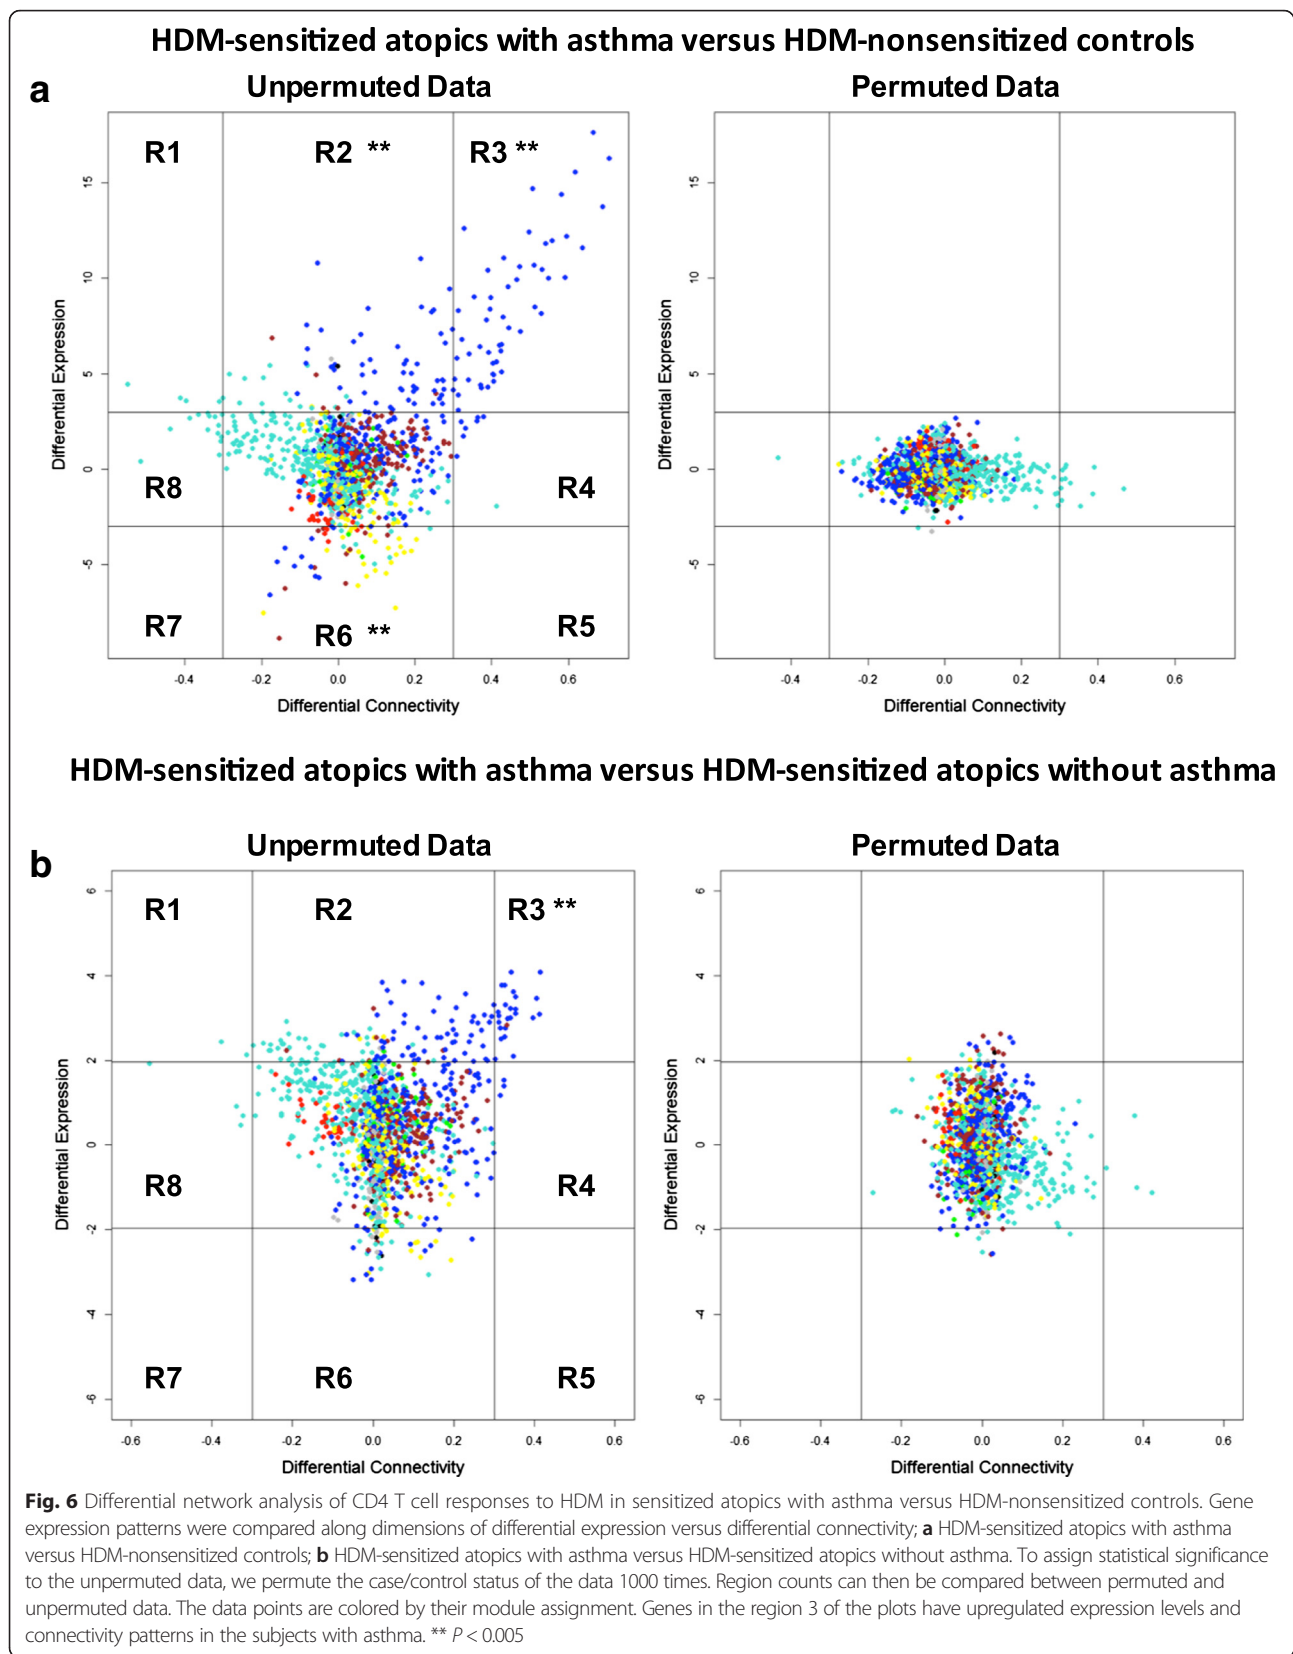 HDM-sensitized atopics with asthma versus HDM-nonsensitized controls
a
Unpermuted Data
Permuted Data
R1
R2 **
R3 **
R8
R4
R7
R6 **
R5
15
10
5
0
-5
Differential Expression
-0.4 -0.2 0.0 0.2 0.4 0.6
Differential Connectivity
15
10
5
0
-5
Differential Expression
-0.4 -0.2 0.0 0.2 0.4 0.6
Differential Connectivity
HDM-sensitized atopics with asthma versus HDM-sensitized atopics without asthma
b
Unpermuted Data
Permuted Data
R1
R2
R3 **
R8
R4
R7
R6
R5
6
4
2
0
-2
-4
-6
Differential Expression
-0.6 -0.4 -0.2 0.0 0.2 0.4 0.6
Differential Connectivity
6
4
2
0
-2
-4
-6
Differential Expression
-0.6 -0.4 -0.2 0.0 0.2 0.4 0.6
Differential Connectivity
Fig. 6 Differential network analysis of CD4 T cell responses to HDM in sensitized atopics with asthma versus HDM-nonsensitized controls. Gene
expression patterns were compared along dimensions of differential expression versus differential connectivity; a HDM-sensitized atopics with asthma
versus HDM-nonsensitized controls; b HDM-sensitized atopics with asthma versus HDM-sensitized atopics without asthma. To assign statistical significance
to the unpermuted data, we permute the case/control status of the data 1000 times. Region counts can then be compared between permuted and
unpermuted data. The data points are colored by their module assignment. Genes in the region 3 of the plots have upregulated expression levels and
connectivity patterns in the subjects with asthma. ** P < 0.005